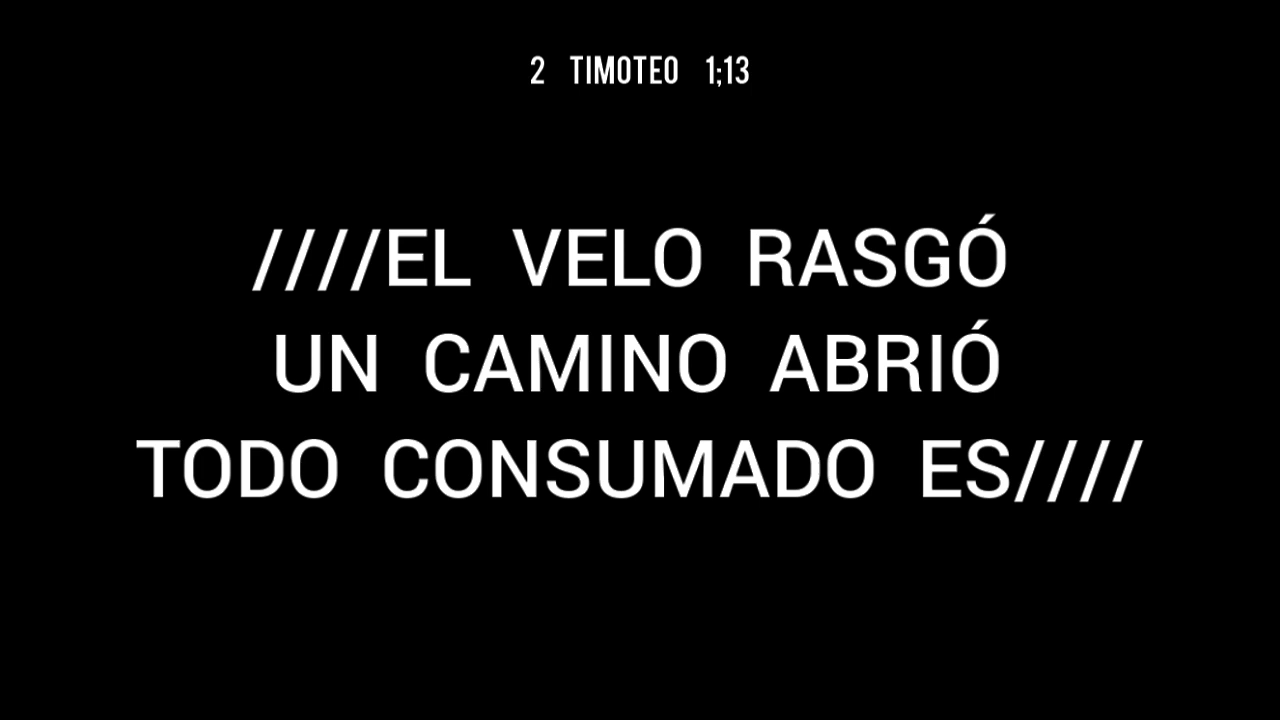 2 TIMOTEO 1;13
////EL VELO RASGÓ
UN CAMINO ABRIÓ
TODO CONSUMADO ES////